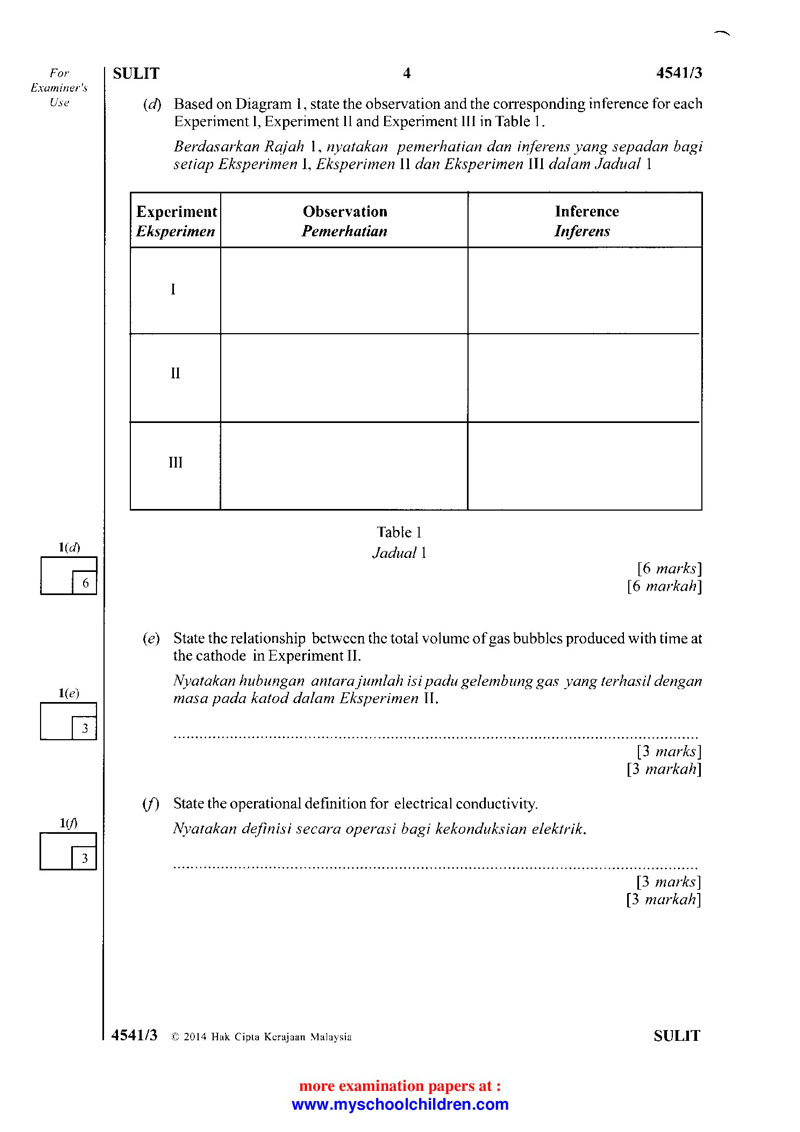 For
Examiner's
Use
SULIT 4 4541/3
(d) Based on Diagram 1, state the observation and the corresponding inference for each
Experiment I, Experiment II and Experiment III in Table 1.
Berdasarkan Rajah 1, nyatakan pemerhatian dan inferens yang sepadan bagi
setiap Eksperimen I, Eksperimen II dan Eksperimen III dalam Jadual 1
Experiment Observation Inference
Eksperimen Pemerhatian Inferens
I
II
III
Table 1
Jadual 1
1(d)
6
[6 marks]
[6 markah]
(e) State the relationship between the total volume of gas bubbles produced with time at
the cathode in Experiment II.
Nyatakan hubungan antara jumlah isi padu gelembung gas yang terhasil dengan
masa pada katod dalam Eksperimen II.
1(e)
3
[3 marks]
[3 markah]
(f) State the operational definition for electrical conductivity.
Nyatakan definisi secara operasi bagi kekonduksian elektrik.
1(f)
3
[3 marks]
[3 markah]
4541/3 © 2014 Hak Cipta Kerajaan Malaysia SULIT
more examination papers at :
www.myschoolchildren.com